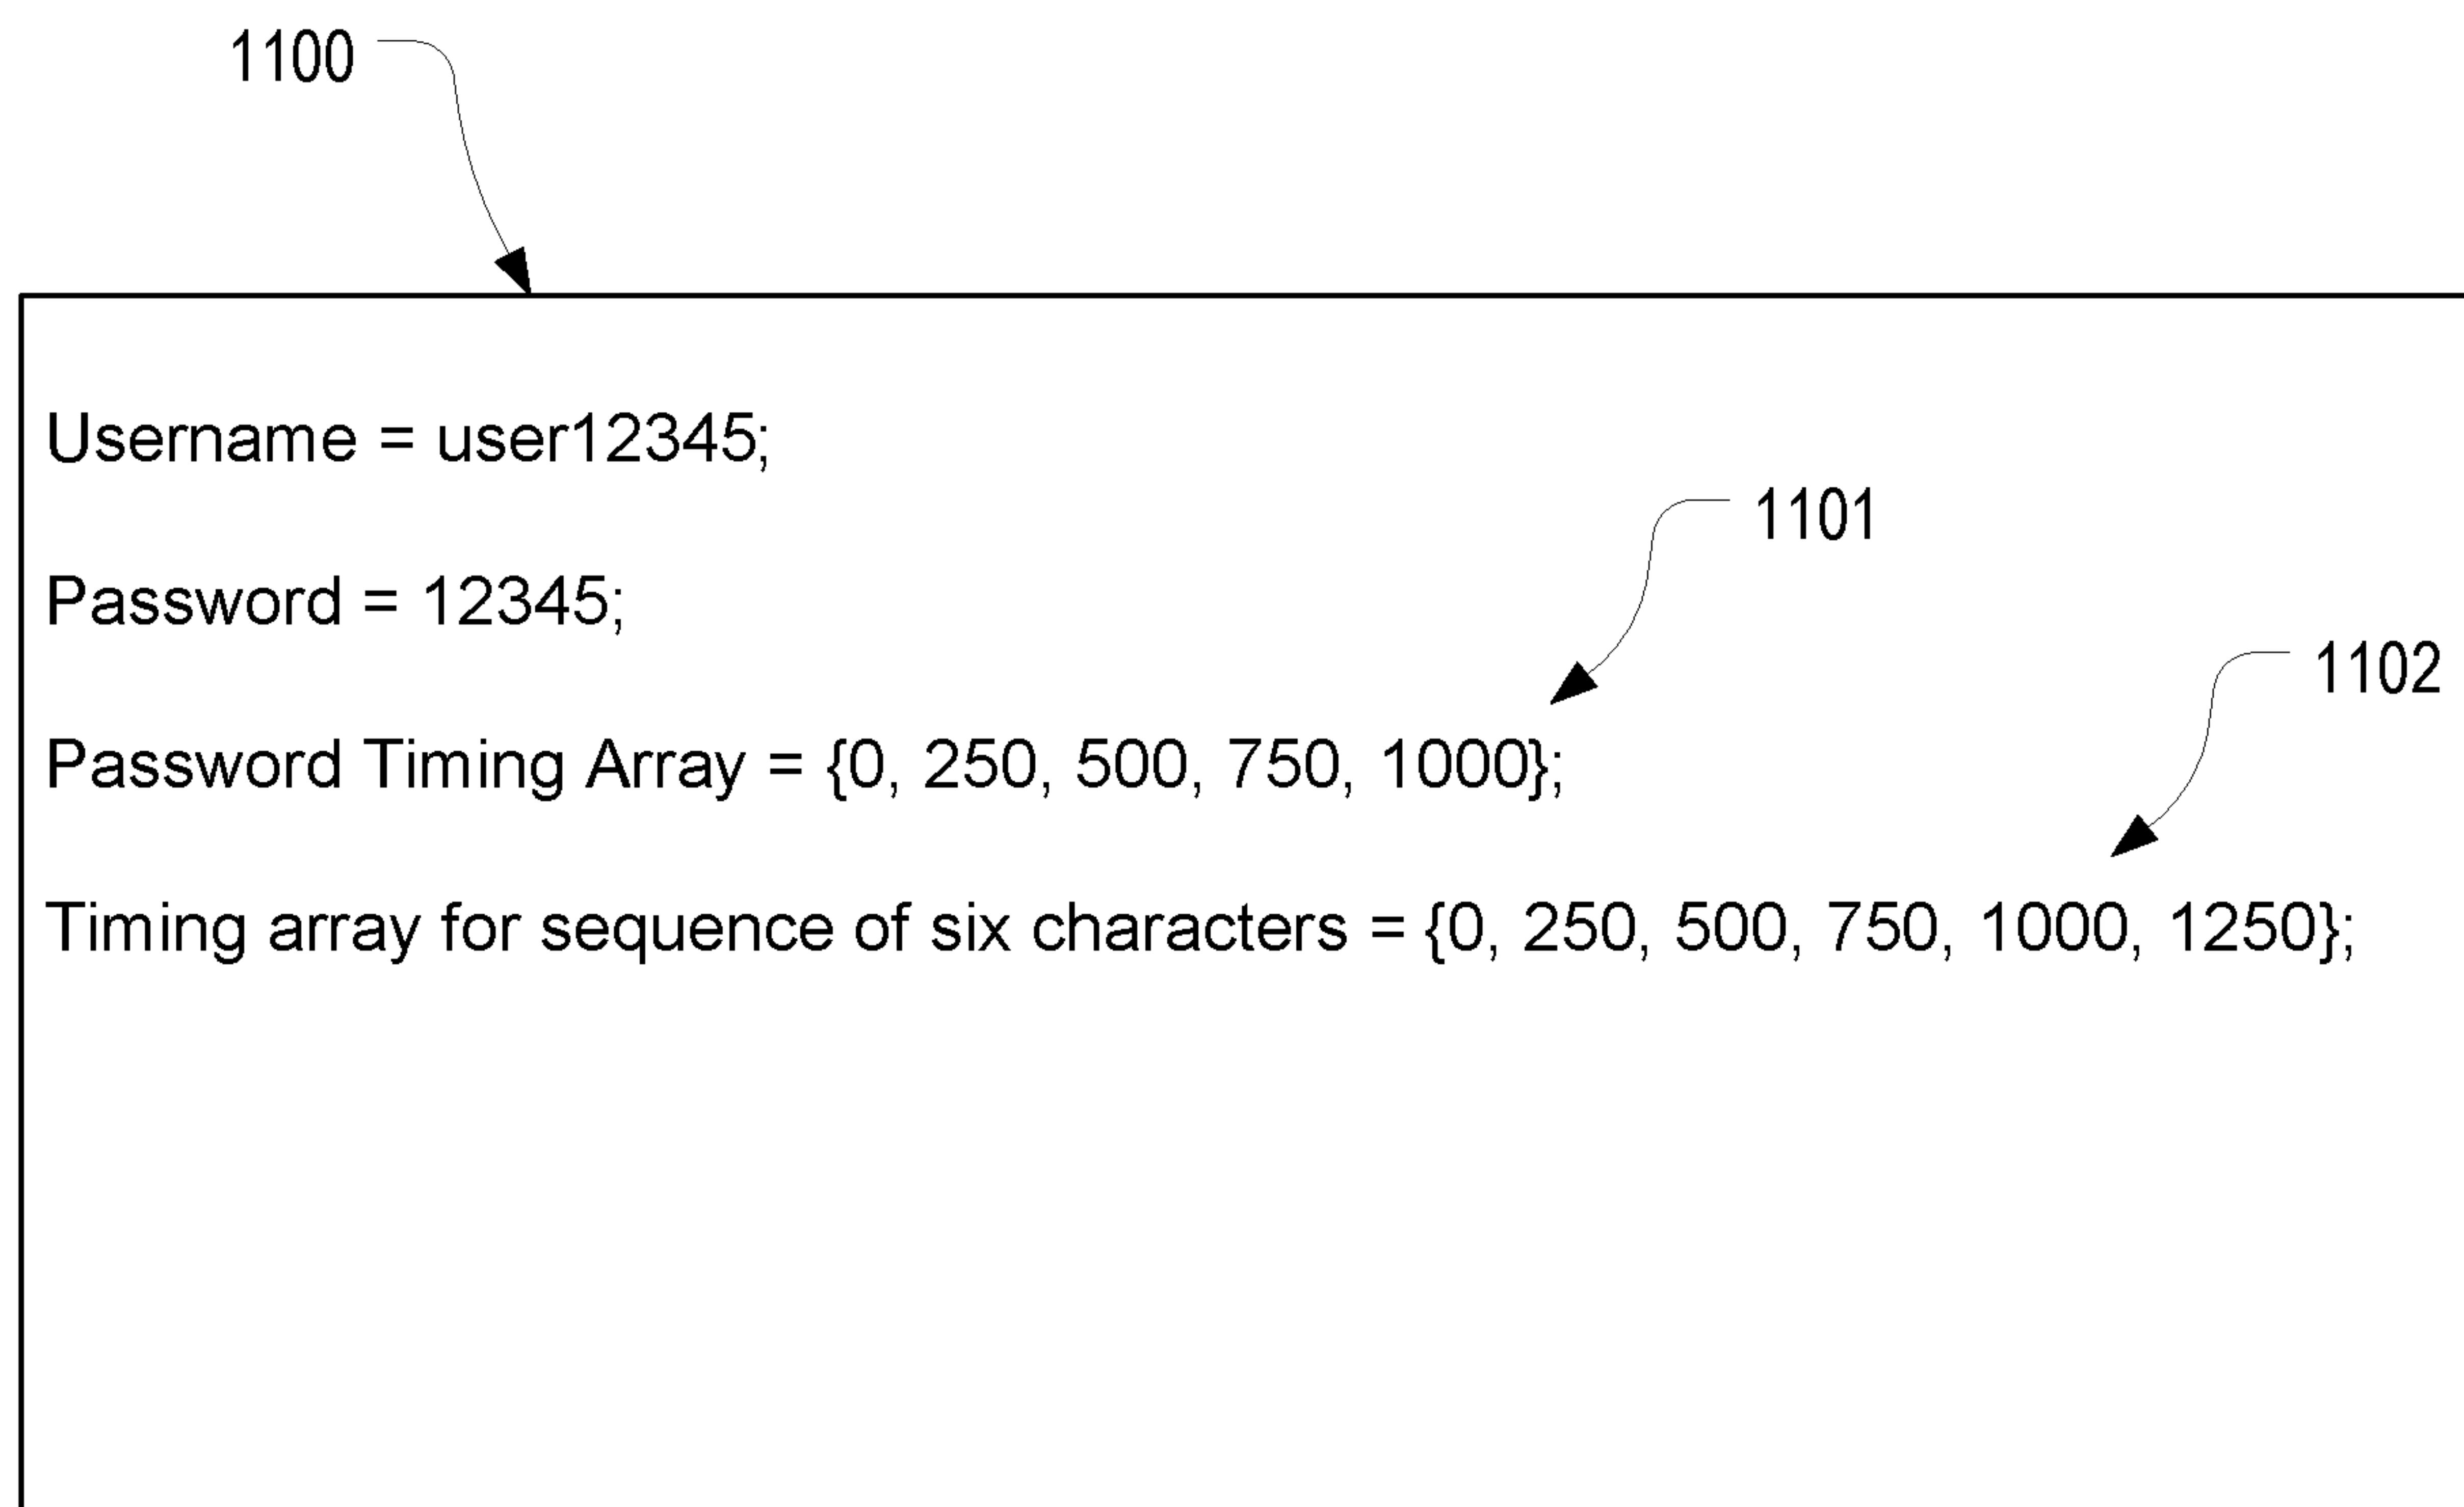 1100
Username = user12345;
1101
Password = 12345;
1102
Password Timing Array = {0, 250, 500, 750, 1000};
Timing array for sequence of six characters = {0, 250, 500, 750, 1000, 1250};